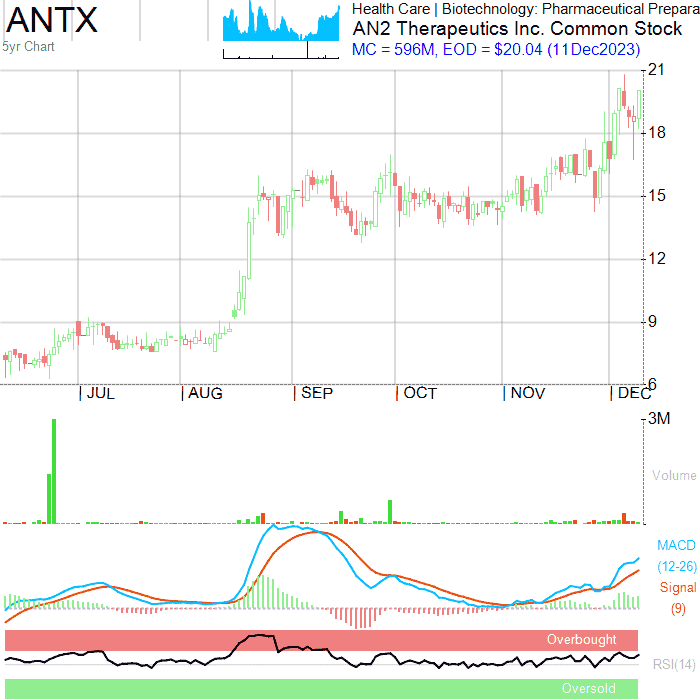 ANTX
5yr Chart
Health Care | Biotechnology: Pharmaceutical Prepara
AN2 Therapeutics Inc. Common Stock
MC = 596M, EOD = $20.04 (11Dec2023)
21
18
15
12
9
6
JUL AUG SEP OCT NOV DEC
3M
Volume
MACD
(12-26)
Signal
(9)
Overbought
RSI(14)
Oversold